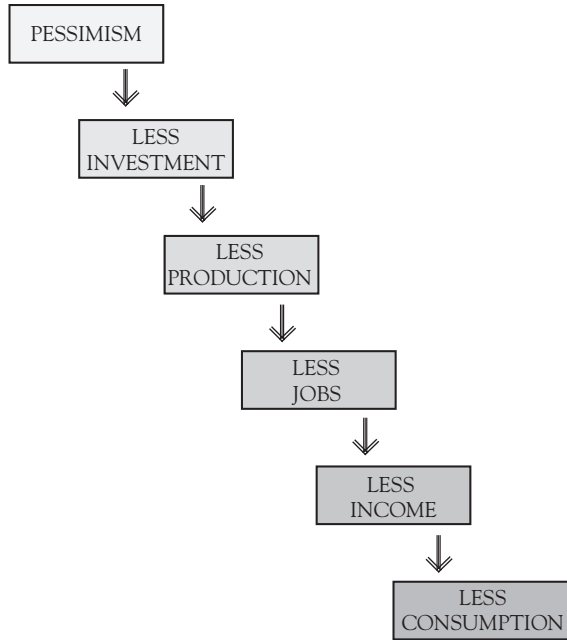 PESSIMISM
LESS
INVESTMENT
LESS
PRODUCTION
LESS
JOBS
LESS
INCOME
LESS
CONSUMPTION